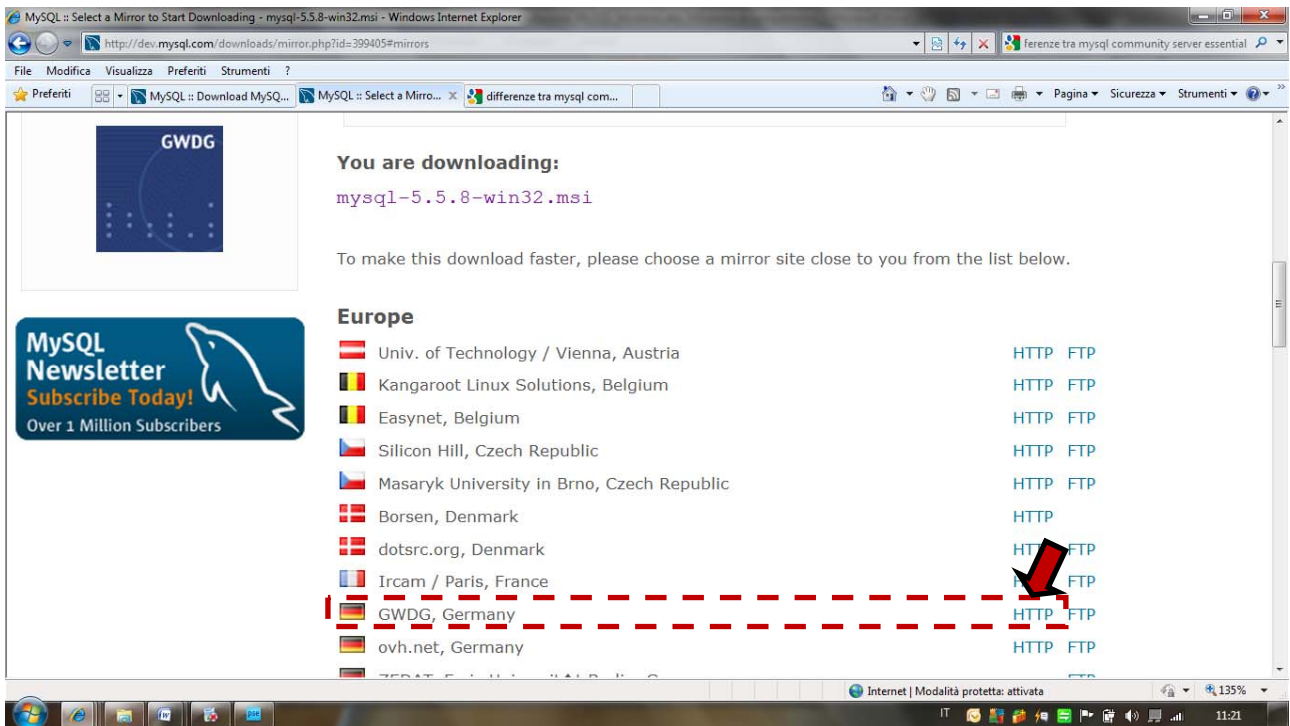 MySQL :: Select a Mirror to Start Downloading - mysql-5.5.8-win32.msi - Windows Internet Explorer
http://dev.mysql.com/downloads/mirror.php?id=399405#mirrors
ferenze tra mysql community server essential
File Modifica Visualizza Preferiti Strumenti ?
Preferiti MySQL :: Download MySQ... MySQL :: Select a Mirro... differenze tra mysql com... Pagina Sicurezza Strumenti
GWDG
You are downloading:
mysql-5.5.8-win32.msi
To make this download faster, please choose a mirror site close to you from the list below.
MySQL
Newsletter
Subscribe Today!
Over 1 Million Subscribers
Europe
Univ. of Technology / Vienna, Austria HTTP FTP
Kangaroot Linux Solutions, Belgium HTTP FTP
Easynet, Belgium HTTP FTP
Silicon Hill, Czech Republic HTTP FTP
Masaryk University in Brno, Czech Republic HTTP FTP
Borsen, Denmark HTTP
dotsrc.org, Denmark HTTP FTP
Ircam / Paris, France FTP
GWDG, Germany HTTP FTP
ovh.net, Germany HTTP FTP
Internet | Modalità protetta: attivata 135%
W pse IT 11:21